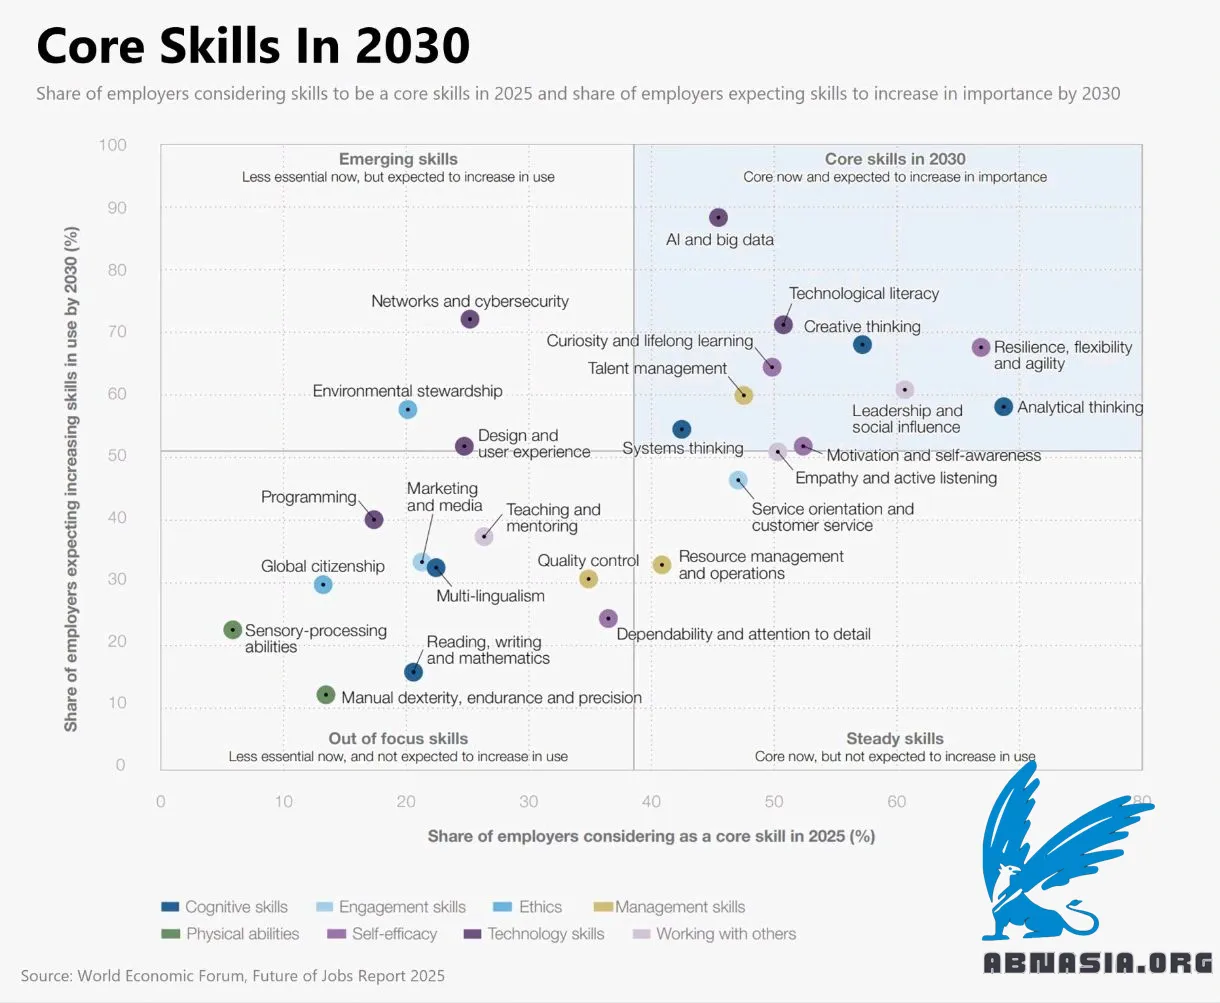 Core Skills In 2030
Share of employers considering skills to be a core skills in 2025 and share of employers expecting skills to increase in importance by 2030
Share of employers expecting increasing skills in use by 2030 (%)
100
90
80
70
60
50
40
30
20
10
0
Emerging skills
Less essential now, but expected to increase in use
Core skills in 2030
Core now and expected to increase in importance
AI and big data
Technological literacy
Networks and cybersecurity
Creative thinking
Curiosity and lifelong learning
Resilience, flexibility
and agility
Talent management
Environmental stewardship
Leadership and
social influence
Analytical thinking
Design and
user experience
Systems thinking
Motivation and self-awareness
Empathy and active listening
Programming
Marketing
and media
Teaching and
mentoring
Service orientation and
customer service
Quality control
Resource management
and operations
Global citizenship
Multi-lingualism
Sensory-processing
abilities
Dependability and attention to detail
Reading, writing
and mathematics
Manual dexterity, endurance and precision
Out of focus skills
Less essential now, and not expected to increase in use
Steady skills
Core now, but not expected to increase in use
0 10 20 30 40 50 60 80
Share of employers considering as a core skill in 2025 (%)
Cognitive skills Engagement skills Ethics Management skills
Physical abilities Self-efficacy Technology skills Working with others
Source: World Economic Forum, Future of Jobs Report 2025
ABNASIA.ORG